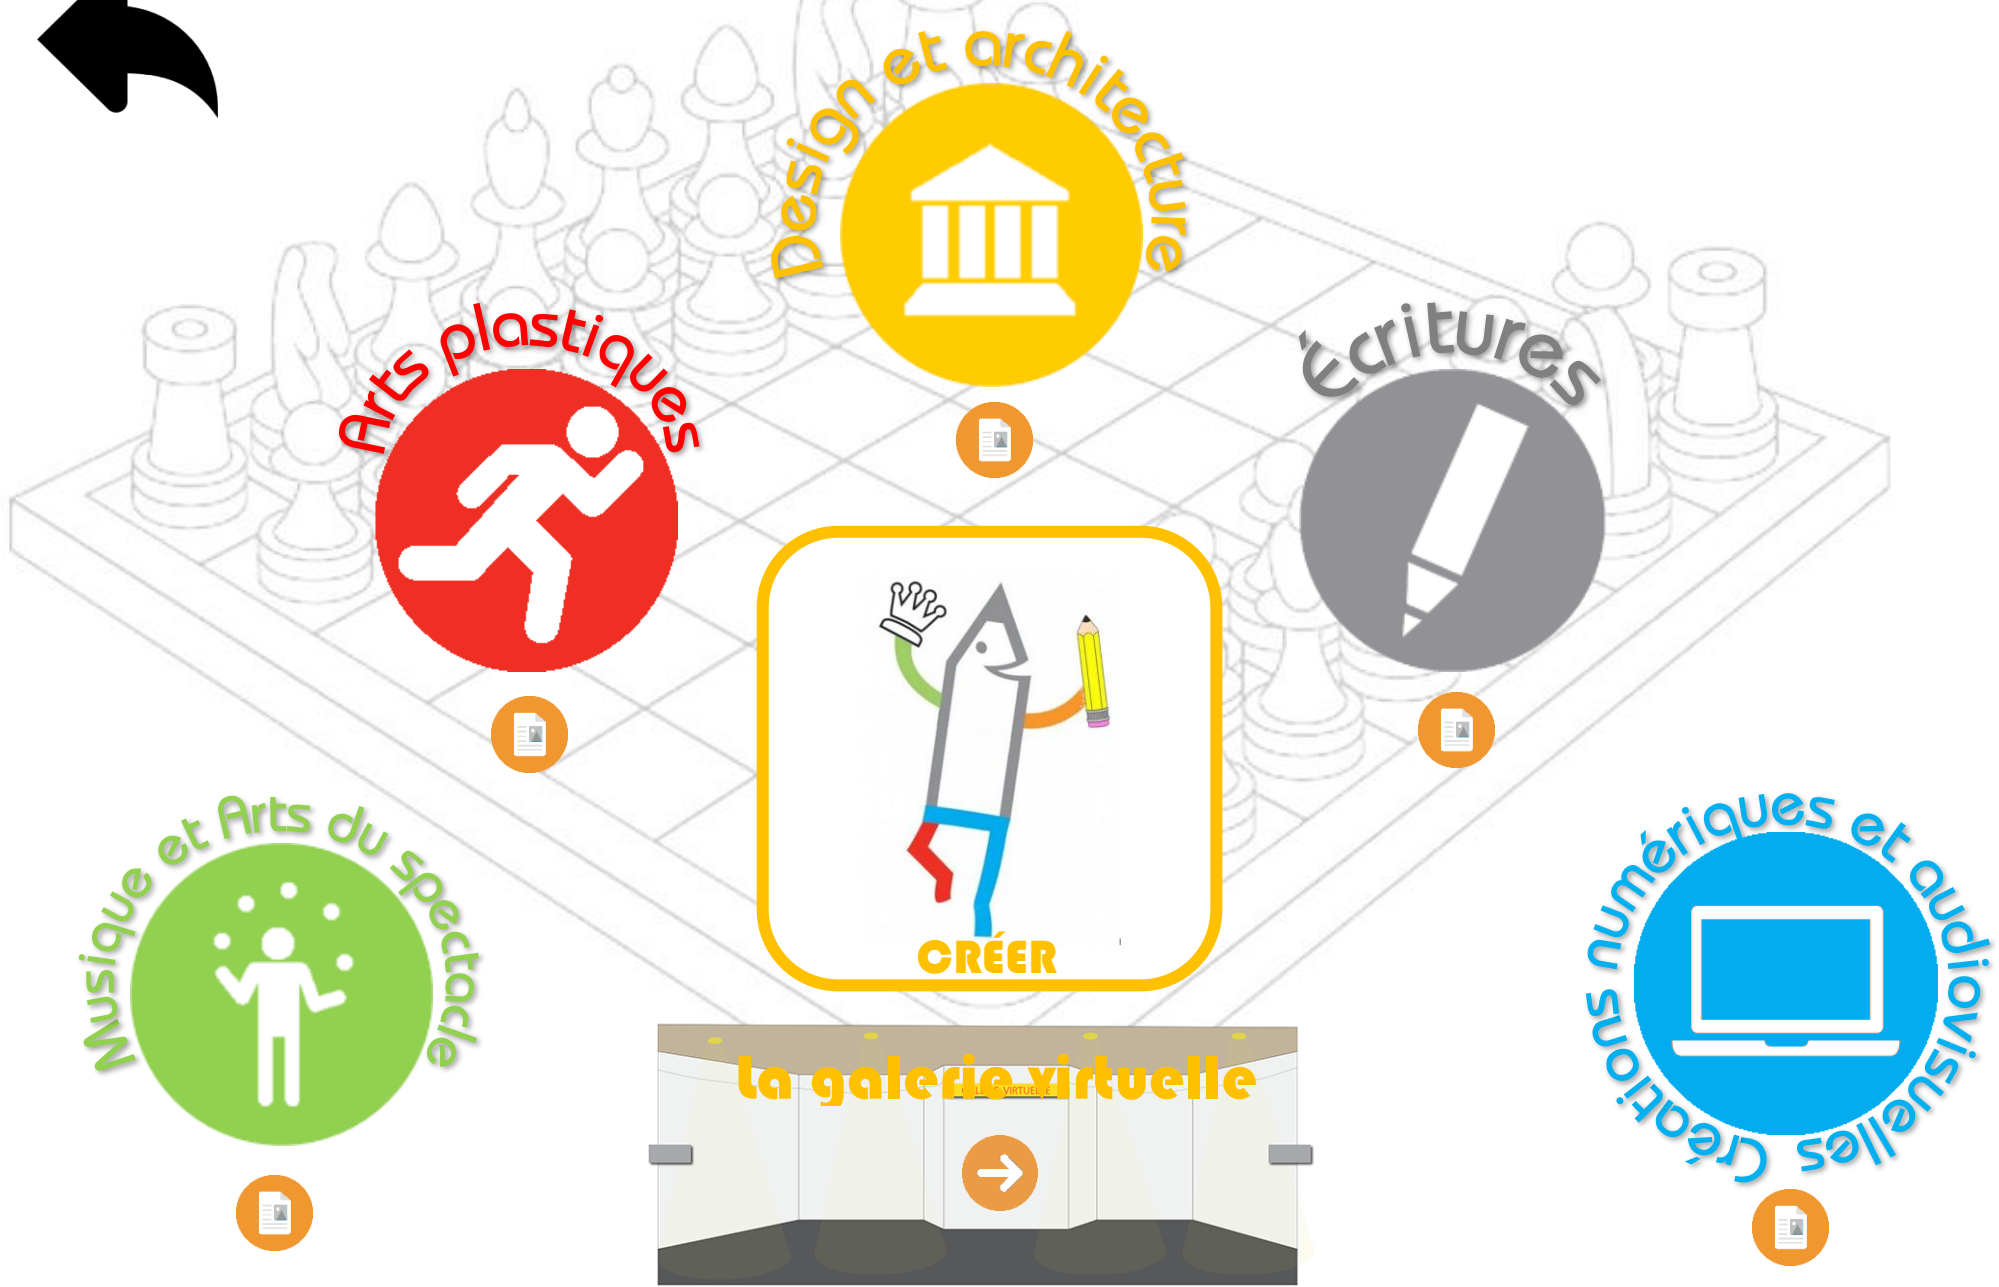 Design et architecture
Arts plastiques
Écritures
Musique et Arts du spectacle
Créations numériques et audiovisuelles
CRÉER
La galerie virtuelle
VIRTUELLE